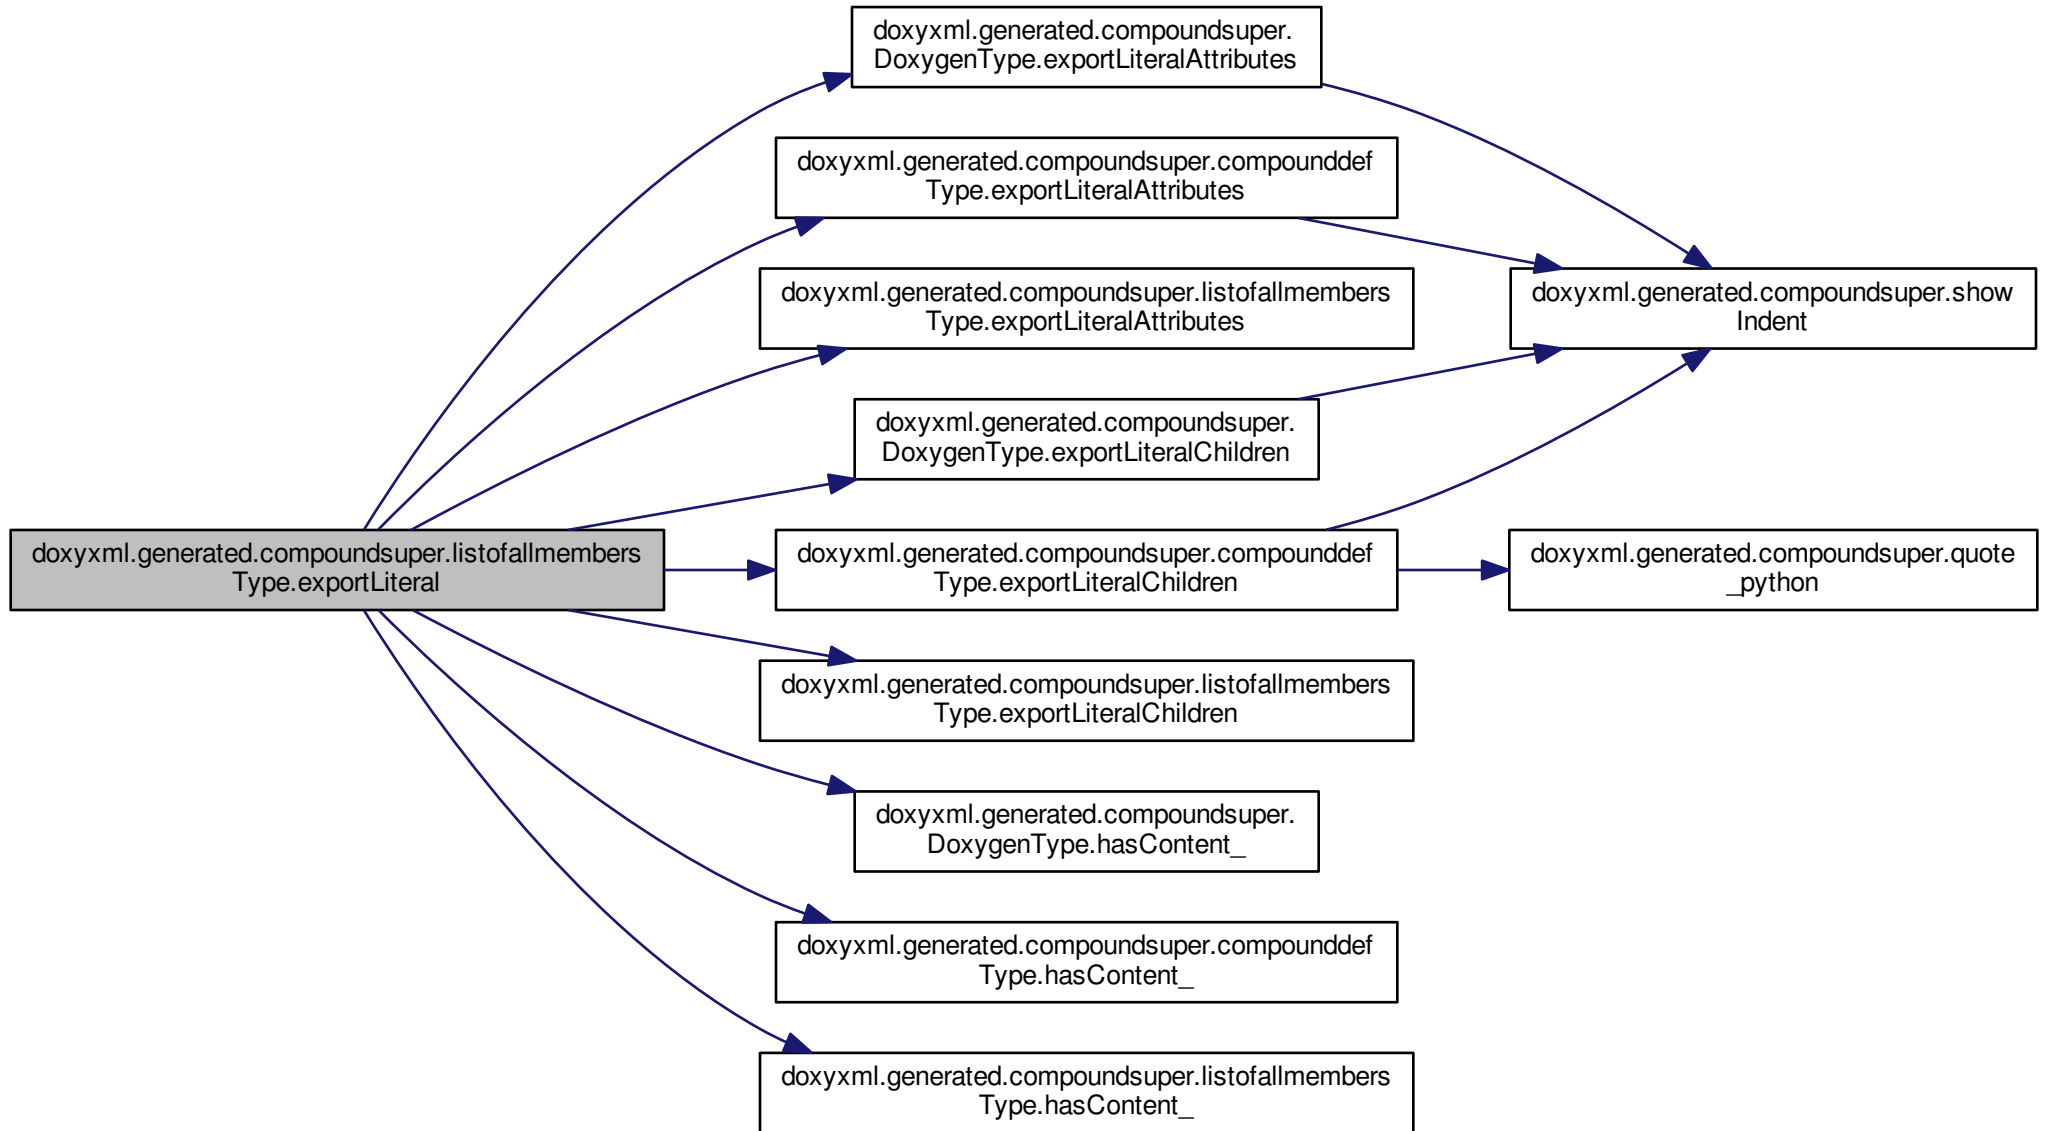 doxyxml.generated.compoundsuper.
DoxygenType.exportLiteralAttributes
doxyxml.generated.compoundsuper.compounddef
Type.exportLiteralAttributes
doxyxml.generated.compoundsuper.listofallmembers
Type.exportLiteralAttributes
doxyxml.generated.compoundsuper.show
Indent
doxyxml.generated.compoundsuper.
DoxygenType.exportLiteralChildren
doxyxml.generated.compoundsuper.listofallmembers
Type.exportLiteral
doxyxml.generated.compoundsuper.compounddef
Type.exportLiteralChildren
doxyxml.generated.compoundsuper.quote
_python
doxyxml.generated.compoundsuper.listofallmembers
Type.exportLiteralChildren
doxyxml.generated.compoundsuper.
DoxygenType.hasContent_
doxyxml.generated.compoundsuper.compounddef
Type.hasContent_
doxyxml.generated.compoundsuper.listofallmembers
Type.hasContent_